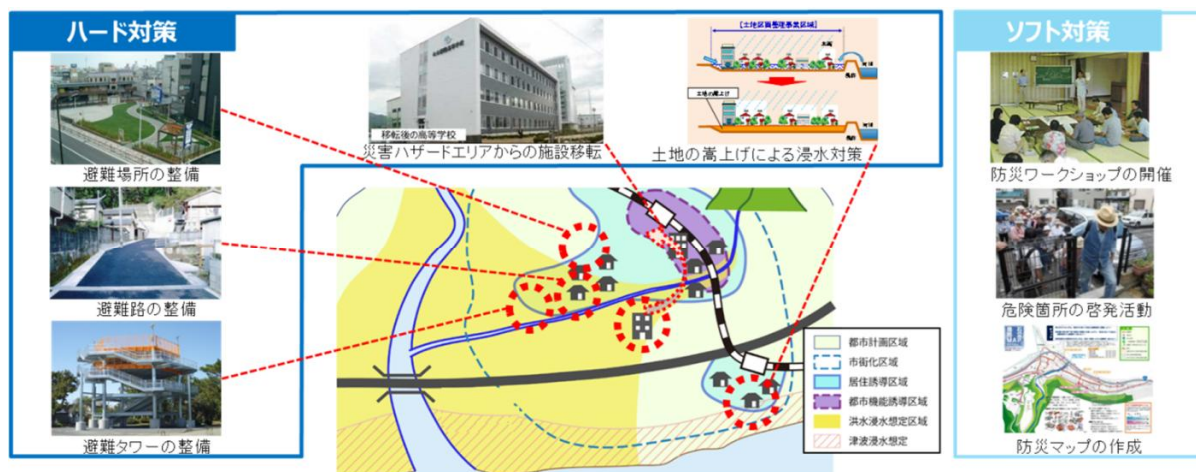 ハード対策
避難場所の整備
避難路の整備
避難タワーの整備
移転後の高等学校
災害ハザードエリアからの施設移転
【土地区画整理事業区域】
土地の嵩上げ
土地の嵩上げによる浸水対策
都市計画区域
市街化区域
居住誘導区域
都市機能誘導区域
洪水浸水想定区域
津波浸水想定
ソフト対策
防災ワークショップの開催
危険箇所の啓発活動
防災マップの作成